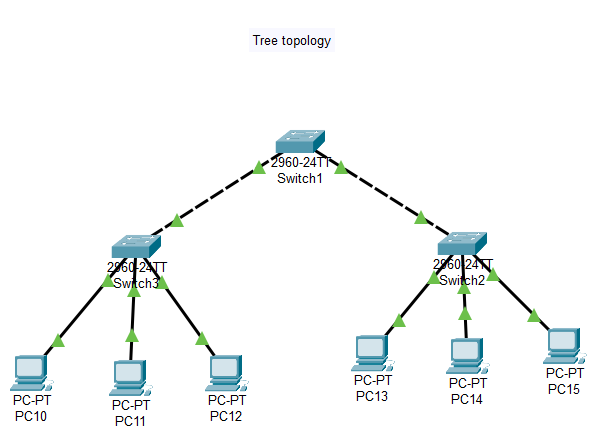 Tree topology
2960-24TT
Switch1
2960-24TT
Switch3
2960-24TT
Switch2
PC-PT
PC10
PC-PT
PC11
PC-PT
PC12
PC-PT
PC13
PC-PT
PC14
PC-PT
PC15